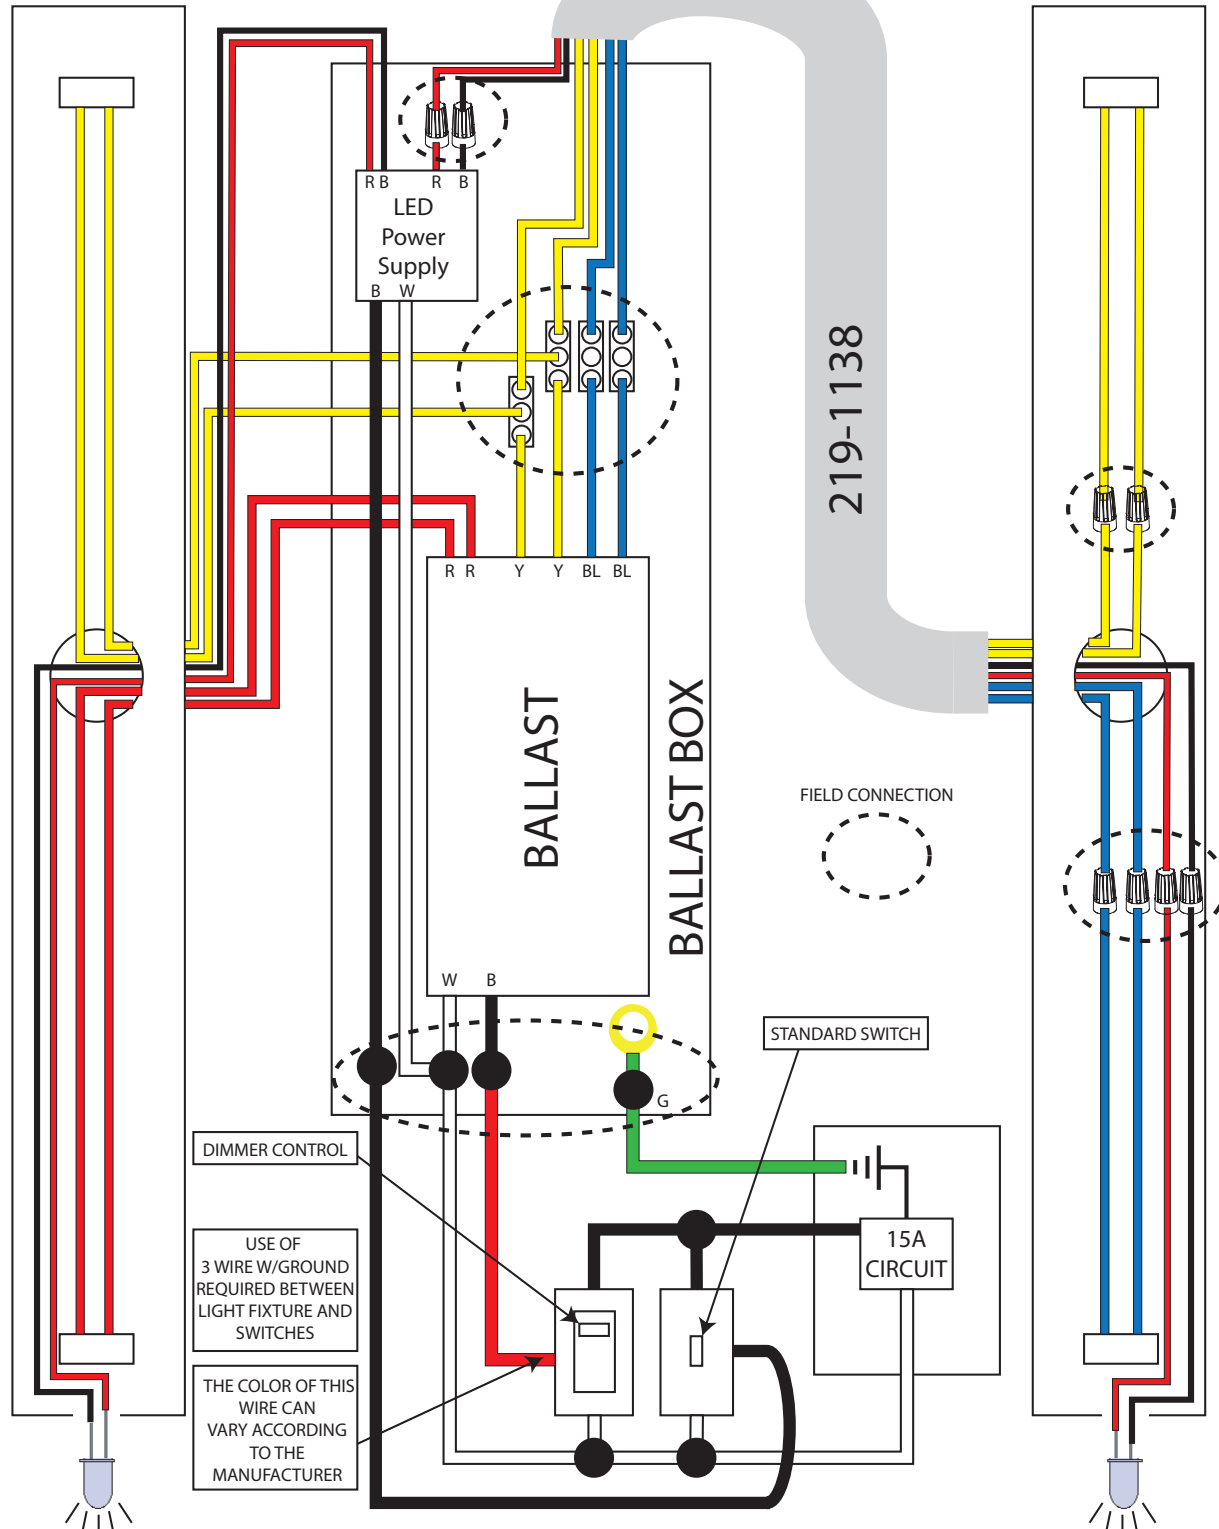 R B
R B
LED
Power
Supply
B W
219-1138
R R Y Y BL BL
BALLAST
BALLAST BOX
FIELD CONNECTION
W B
STANDARD SWITCH
G
DIMMER CONTROL
15A
CIRCUIT
USE OF
3 WIRE W/GROUND
REQUIRED BETWEEN
LIGHT FIXTURE AND
SWITCHES
THE COLOR OF THIS
WIRE CAN
VARY ACCORDING
TO THE
MANUFACTURER